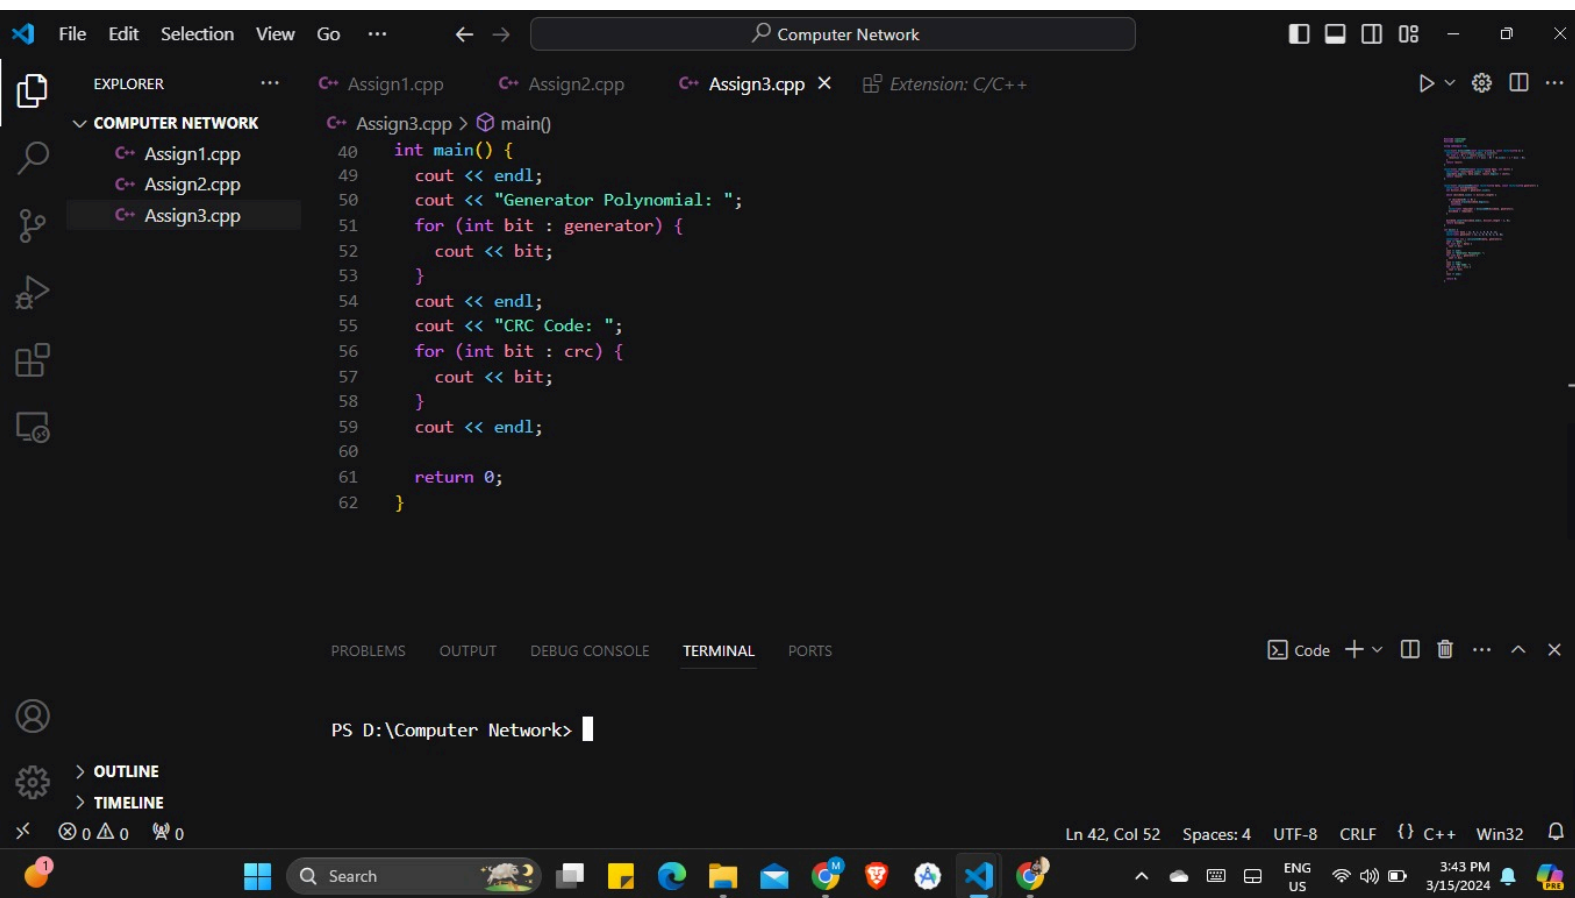 File Edit Selection View Go ··· Computer Network
EXPLORER ··· Assign1.cpp Assign2.cpp Assign3.cpp Extension: C/C++
COMPUTER NETWORK
Assign1.cpp
Assign2.cpp
Assign3.cpp
Assign3.cpp > main()
40 int main() {
49 cout << endl;
50 cout << "Generator Polynomial: ";
51 for (int bit : generator) {
52 cout << bit;
53 }
54 cout << endl;
55 cout << "CRC Code: ";
56 for (int bit : crc) {
57 cout << bit;
58 }
59 cout << endl;
60
61 return 0;
62 }
PROBLEMS OUTPUT DEBUG CONSOLE TERMINAL PORTS Code
PS D:\Computer Network>
OUTLINE
TIMELINE
0 0 0 Ln 42, Col 52 Spaces: 4 UTF-8 CRLF {} C++ Win32
1 Search M ENG 3:43 PM
US 3/15/2024 PRE